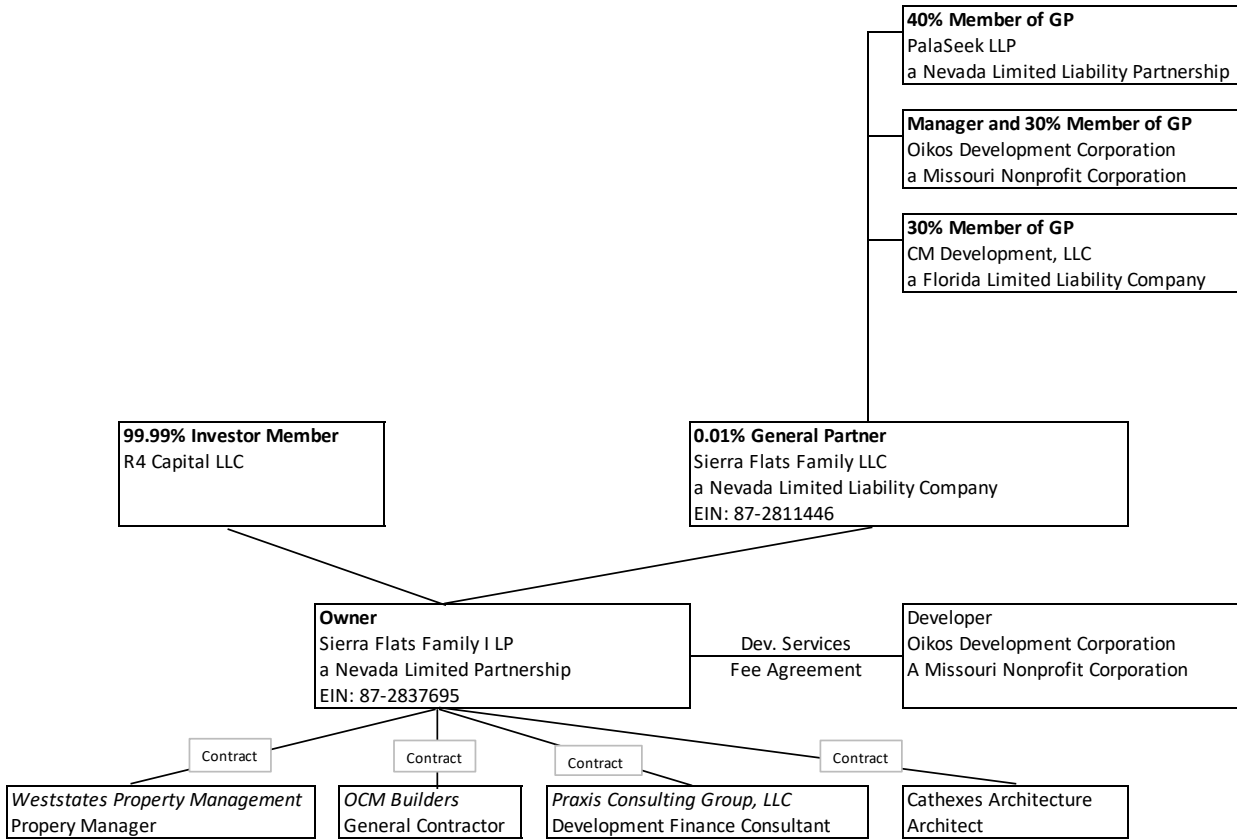 40% Member of GP
PalaSeek LLP
a Nevada Limited Liability Partnership
Manager and 30% Member of GP
Oikos Development Corporation
a Missouri Nonprofit Corporation
30% Member of GP
CM Development, LLC
a Florida Limited Liability Company
99.99% Investor Member
R4 Capital LLC
0.01% General Partner
Sierra Flats Family LLC
a Nevada Limited Liability Company
EIN: 87-2811446
Owner
Sierra Flats Family I LP
a Nevada Limited Partnership
EIN: 87-2837695
Dev. Services
Fee Agreement
Developer
Oikos Development Corporation
A Missouri Nonprofit Corporation
Contract
Contract
Contract
Contract
Weststates Property Management
Propery Manager
OCM Builders
General Contractor
Praxis Consulting Group, LLC
Development Finance Consultant
Cathexes Architecture
Architect